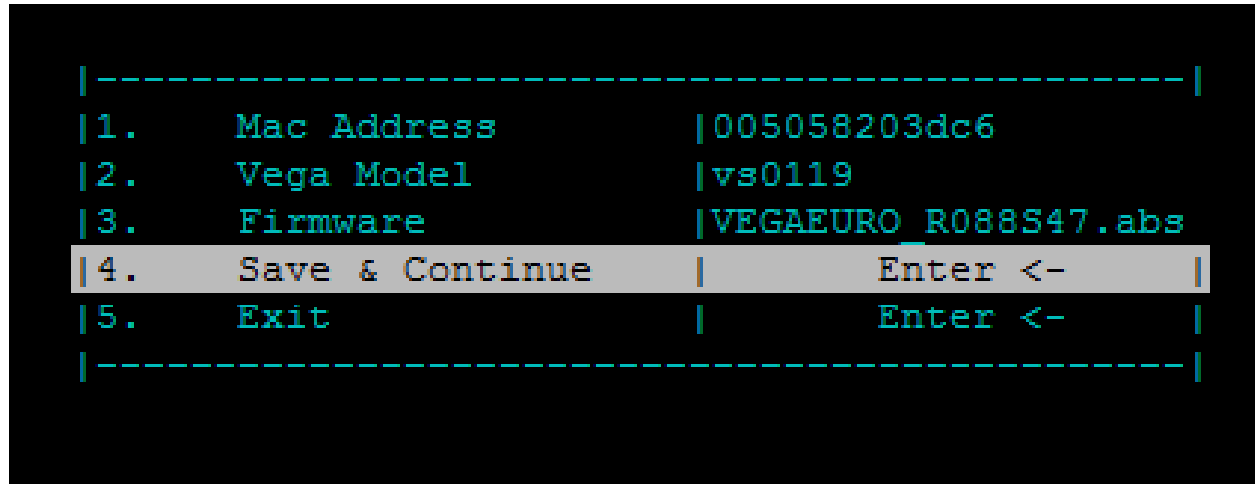 |----------------------------------------------|
|1.    Mac Address        |005058203dc6
|2.    Vega Model         |vs0119
|3.    Firmware           |VEGAEURO_R088S47.abs
|4.    Save & Continue    |       Enter <-     |
|5.    Exit               |       Enter <-     |
|----------------------------------------------|